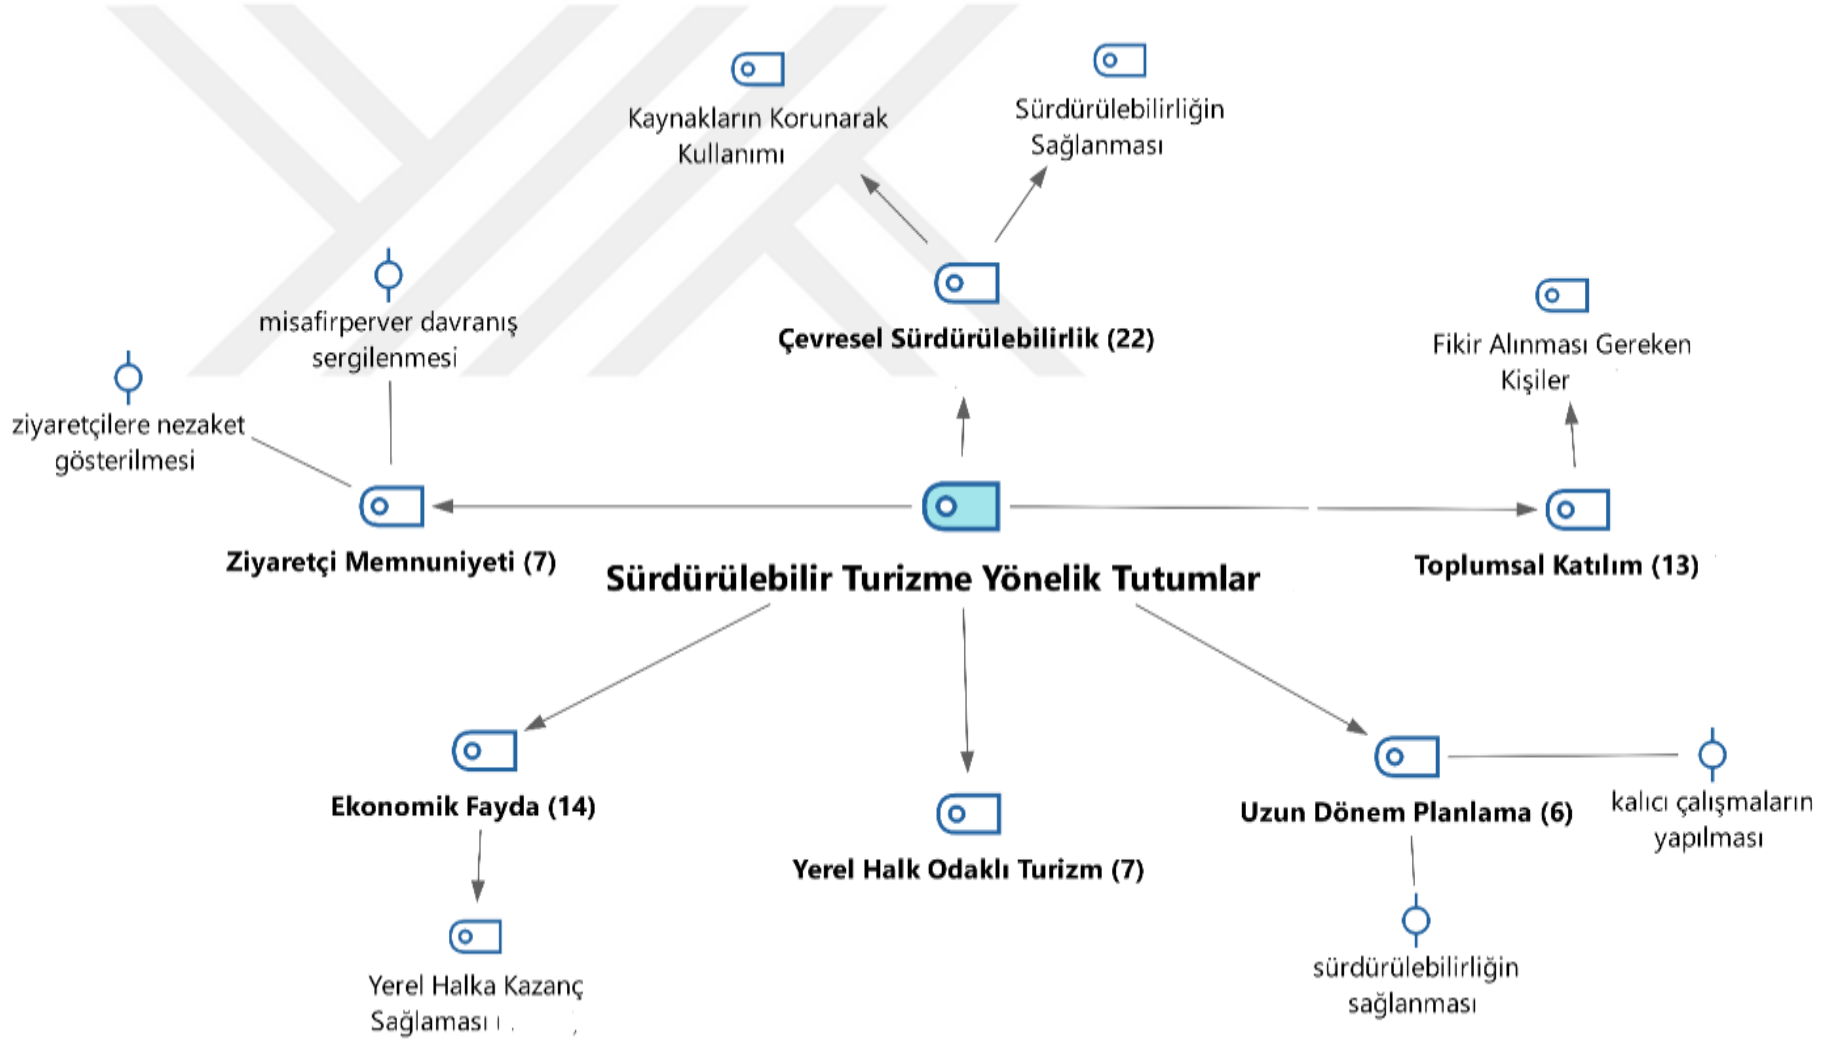 Kaynakların Korunarak
Kullanımı
Sürdürülebilirliğin
Sağlanması
misafirperver davranış
sergilenmesi
Çevresel Sürdürülebilirlik (22)
Fikir Alınması Gereken
Kişiler
ziyaretçilere nezaket
gösterilmesi
Ziyaretçi Memnuniyeti (7)
Sürdürülebilir Turizme Yönelik Tutumlar
Toplumsal Katılım (13)
Ekonomik Fayda (14)
Yerel Halk Odaklı Turizm (7)
Uzun Dönem Planlama (6)
kalıcı çalışmaların
yapılması
Yerel Halka Kazanç
Sağlaması
sürdürülebilirliğin
sağlanması